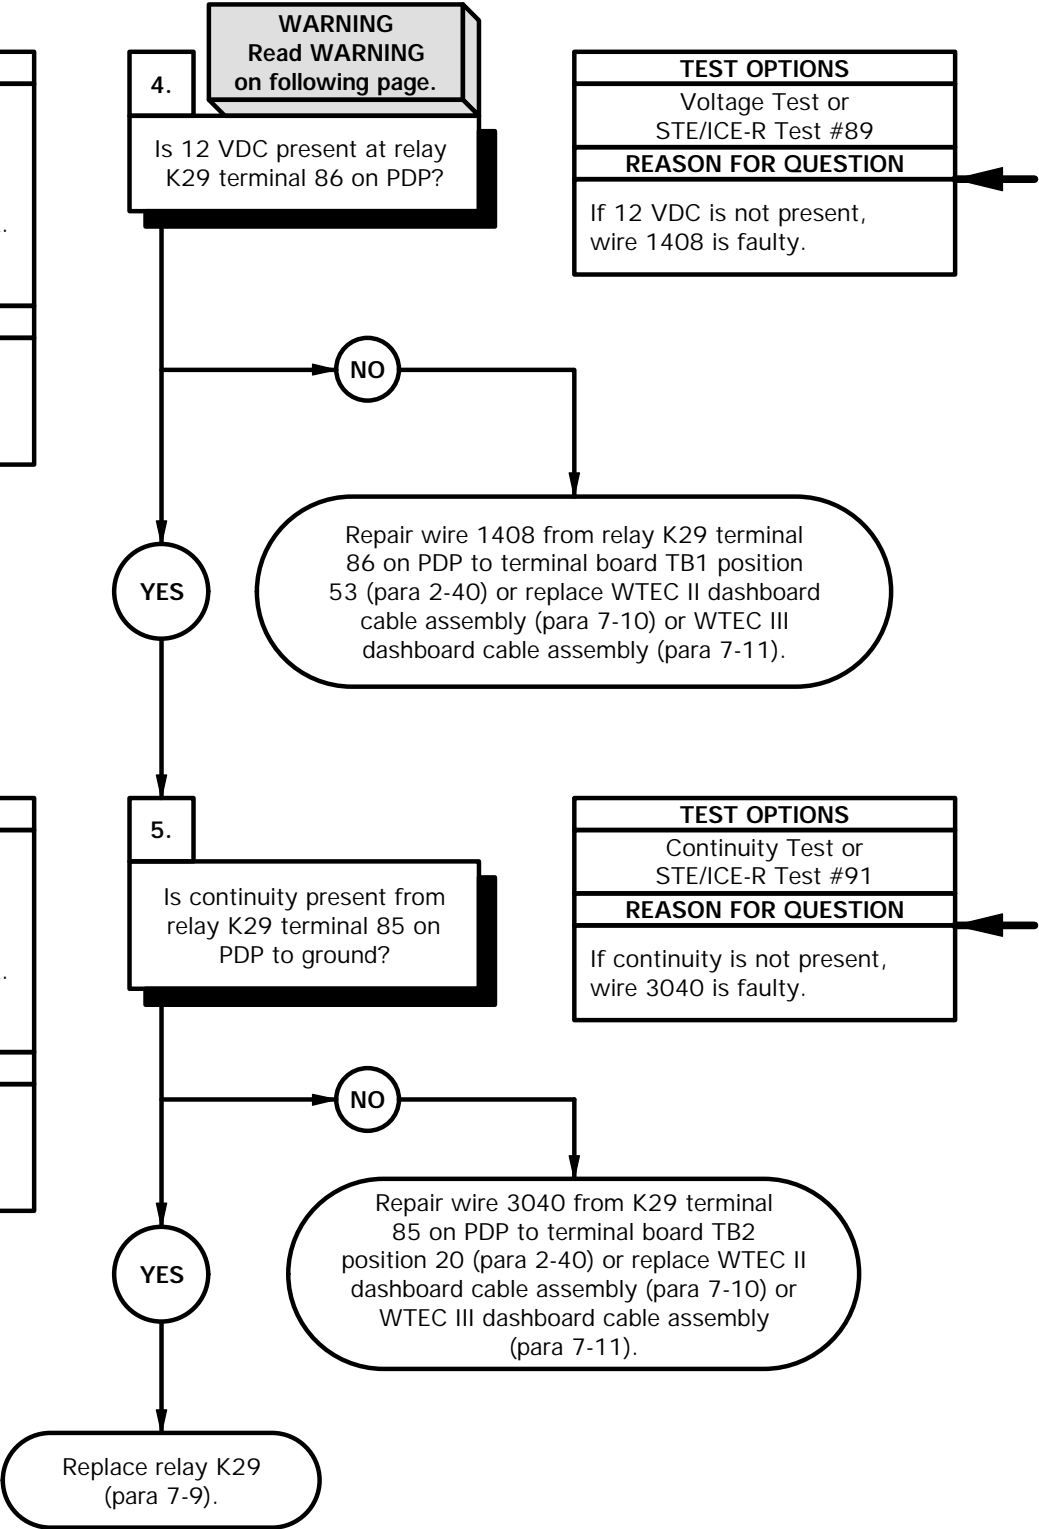 WARNING
Read WARNING
on following page.
4.
Is 12 VDC present at relay
K29 terminal 86 on PDP?
TEST OPTIONS
Voltage Test or
STE/ICE-R Test #89
REASON FOR QUESTION
If 12 VDC is not present,
wire 1408 is faulty.
NO
Repair wire 1408 from relay K29 terminal
86 on PDP to terminal board TB1 position
53 (para 2-40) or replace WTEC II dashboard
cable assembly (para 7-10) or WTEC III
dashboard cable assembly (para 7-11).
YES
5.
Is continuity present from
relay K29 terminal 85 on
PDP to ground?
TEST OPTIONS
Continuity Test or
STE/ICE-R Test #91
REASON FOR QUESTION
If continuity is not present,
wire 3040 is faulty.
NO
Repair wire 3040 from K29 terminal
85 on PDP to terminal board TB2
position 20 (para 2-40) or replace WTEC II
dashboard cable assembly (para 7-10) or
WTEC III dashboard cable assembly
(para 7-11).
YES
Replace relay K29
(para 7-9).